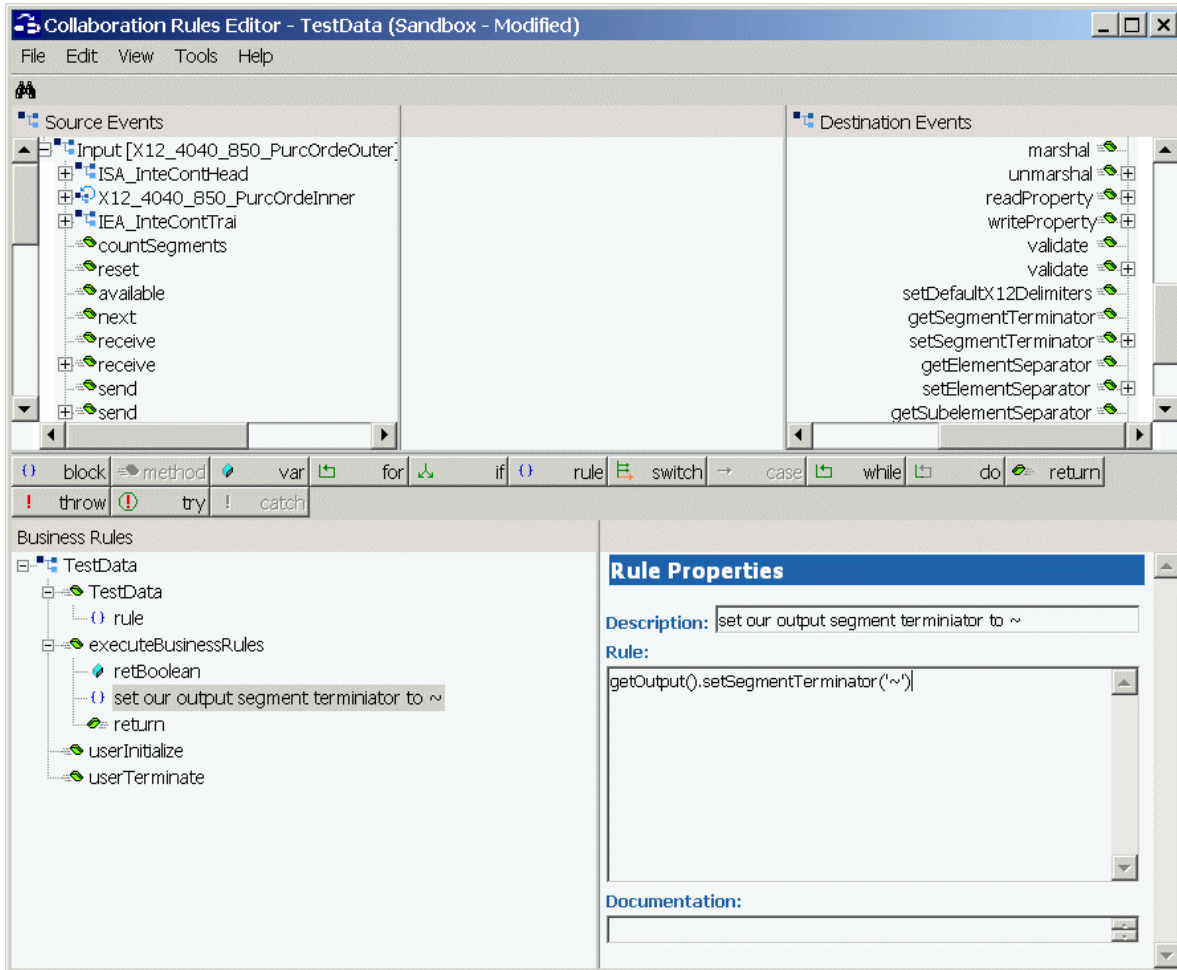 Collaboration Rules Editor - TestData (Sandbox - Modified)
File Edit View Tools Help
Source Events
Input [X12_4040_850_PurcOrdeOuter]
ISA_InteContHead
X12_4040_850_PurcOrdeInner
IEA_InteContTrai
countSegments
reset
available
next
receive
receive
send
send
Destination Events
marshal
unmarshal
readProperty
writeProperty
validate
validate
setDefaultX12Delimiters
getSegmentTerminator
setSegmentTerminator
getElementSeparator
setElementSeparator
getSubelementSeparator
block method var for if rule switch case while do return
throw try catch
Business Rules
TestData
TestData
rule
executeBusinessRules
retBoolean
set our output segment terminiator to ~
return
userInitialize
userTerminate
Rule Properties
Description: set our output segment terminiator to ~
Rule:
getOutput().setSegmentTerminator('~')
Documentation: